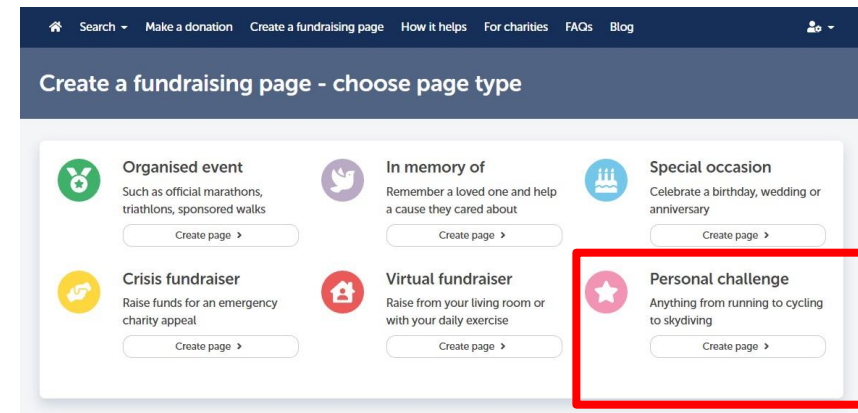 Search Make a donation Create a fundraising page How it helps For charities FAQs Blog
Create a fundraising page - choose page type
Organised event
Such as official marathons,
triathlons, sponsored walks
Create page >
In memory of
Remember a loved one and help
a cause they cared about
Create page >
Special occasion
Celebrate a birthday, wedding or
anniversary
Create page >
Crisis fundraiser
Raise funds for an emergency
charity appeal
Create page >
Virtual fundraiser
Raise from your living room or
with your daily exercise
Create page >
Personal challenge
Anything from running to cycling
to skydiving
Create page >